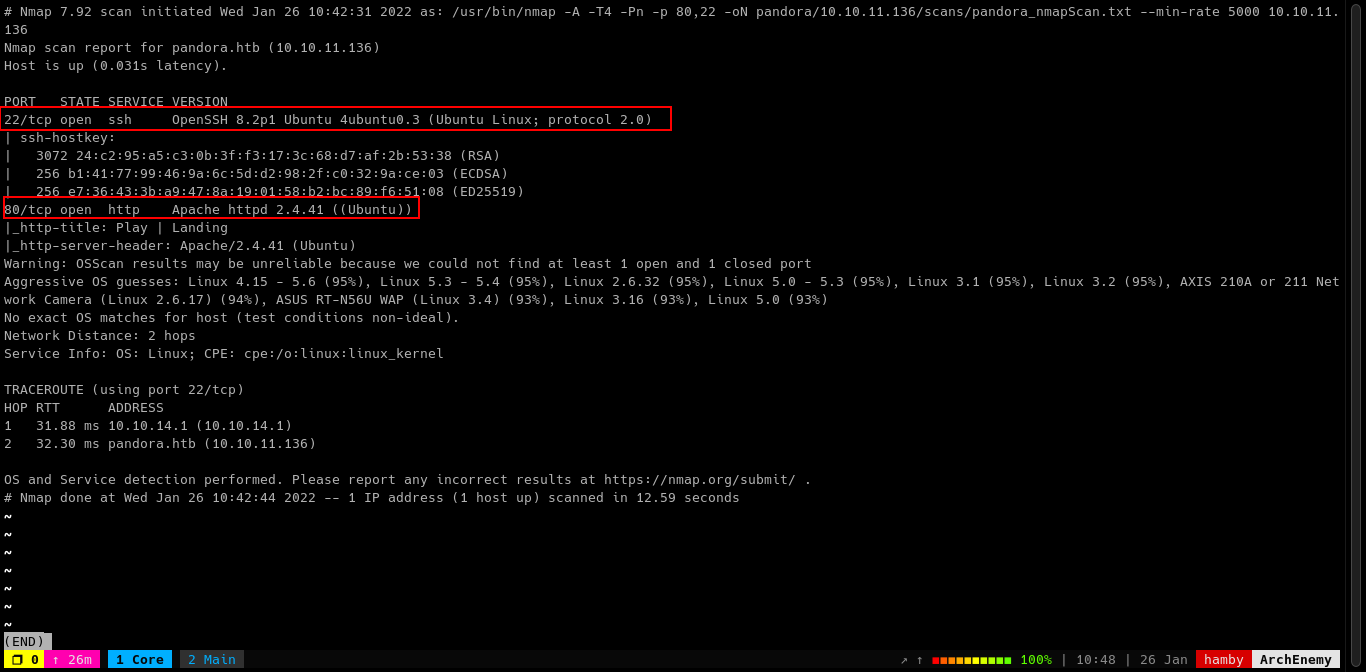 # Nmap 7.92 scan initiated Wed Jan 26 10:42:31 2022 as: /usr/bin/nmap -A -T4 -Pn -p 80,22 -oN pandora/10.10.11.136/scans/pandora_nmapScan.txt --min-rate 5000 10.10.11.
136
Nmap scan report for pandora.htb (10.10.11.136)
Host is up (0.031s latency).
PORT   STATE SERVICE VERSION
22/tcp open  ssh     OpenSSH 8.2p1 Ubuntu 4ubuntu0.3 (Ubuntu Linux; protocol 2.0)
| ssh-hostkey:
|   3072 24:c2:95:a5:c3:0b:3f:f3:17:3c:68:d7:af:2b:53:38 (RSA)
|   256 b1:41:77:99:46:9a:6c:5d:d2:98:2f:c0:32:9a:ce:03 (ECDSA)
|   256 e7:36:43:3b:a9:47:8a:19:01:58:b2:bc:89:f6:51:08 (ED25519)
80/tcp open  http    Apache httpd 2.4.41 ((Ubuntu))
|_http-title: Play | Landing
|_http-server-header: Apache/2.4.41 (Ubuntu)
Warning: OSScan results may be unreliable because we could not find at least 1 open and 1 closed port
Aggressive OS guesses: Linux 4.15 - 5.6 (95%), Linux 5.3 - 5.4 (95%), Linux 2.6.32 (95%), Linux 5.0 - 5.3 (95%), Linux 3.1 (95%), Linux 3.2 (95%), AXIS 210A or 211 Net
work Camera (Linux 2.6.17) (94%), ASUS RT-N56U WAP (Linux 3.4) (93%), Linux 3.16 (93%), Linux 5.0 (93%)
No exact OS matches for host (test conditions non-ideal).
Network Distance: 2 hops
Service Info: OS: Linux; CPE: cpe:/o:linux:linux_kernel
TRACEROUTE (using port 22/tcp)
HOP RTT      ADDRESS
1   31.88 ms 10.10.14.1 (10.10.14.1)
2   32.30 ms pandora.htb (10.10.11.136)
OS and Service detection performed. Please report any incorrect results at https://nmap.org/submit/ .
# Nmap done at Wed Jan 26 10:42:44 2022 -- 1 IP address (1 host up) scanned in 12.59 seconds
~
~
~
~
~
~
~
(END)
0 ↑ 26m 1 Core 2 Main ↗ ↑ 100% | 10:48 | 26 Jan hamby ArchEnemy